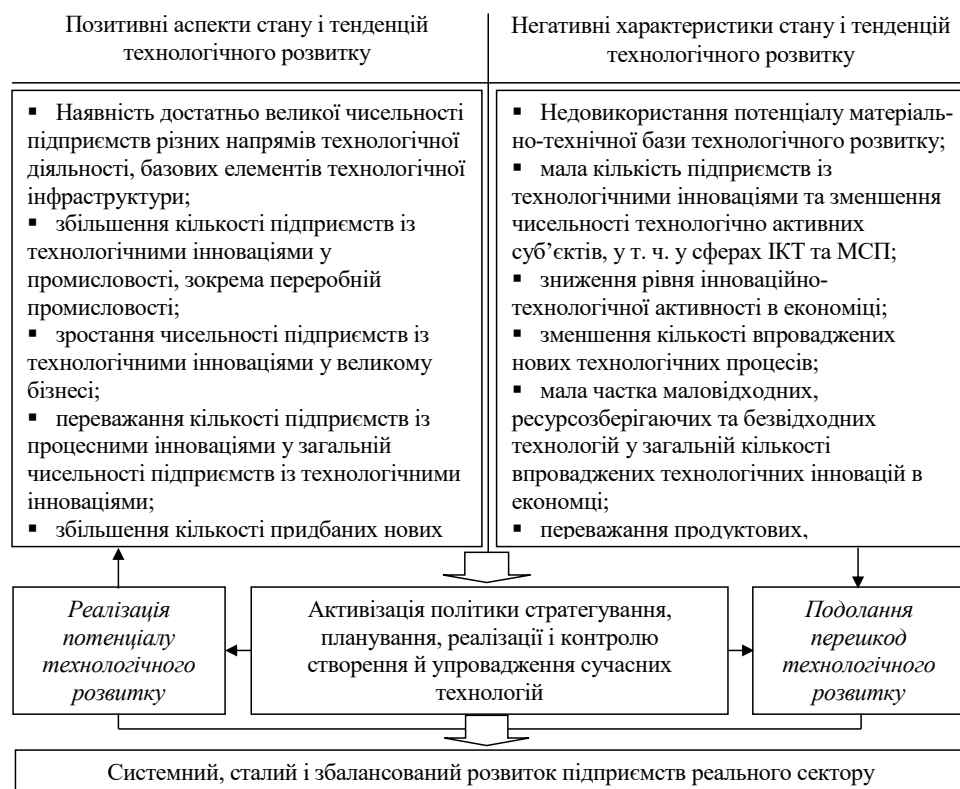 Позитивні аспекти стану і тенденцій
технологічного розвитку
Негативні характеристики стану і тенденцій
технологічного розвитку
▪ Наявність достатньо великої чисельності
підприємств різних напрямів технологічної
діяльності, базових елементів технологічної
інфраструктури;
▪ збільшення кількості підприємств із
технологічними інноваціями у
промисловості, зокрема переробній
промисловості;
▪ зростання чисельності підприємств із
технологічними інноваціями у великому
бізнесі;
▪ переважання кількості підприємств із
процесними інноваціями у загальній
чисельності підприємств із технологічними
інноваціями;
▪ збільшення кількості придбаних нових
▪ Недовикористання потенціалу матеріаль-
но-технічної бази технологічного розвитку;
▪ мала кількість підприємств із
технологічними інноваціями та зменшення
чисельності технологічно активних
суб’єктів, у т. ч. у сферах ІКТ та МСП;
▪ зниження рівня інноваційно-
технологічної активності в економіці;
▪ зменшення кількості впроваджених
нових технологічних процесів;
▪ мала частка маловідходних,
ресурсозберігаючих та безвідходних
технологій у загальній кількості
впроваджених технологічних інновацій в
економці;
▪ переважання продуктових,
Реалізація
потенціалу
технологічного
розвитку
Активізація політики стратегування,
планування, реалізації і контролю
створення й упровадження сучасних
технологій
Подолання
перешкод
технологічного
розвитку
Системний, сталий і збалансований розвиток підприємств реального сектору